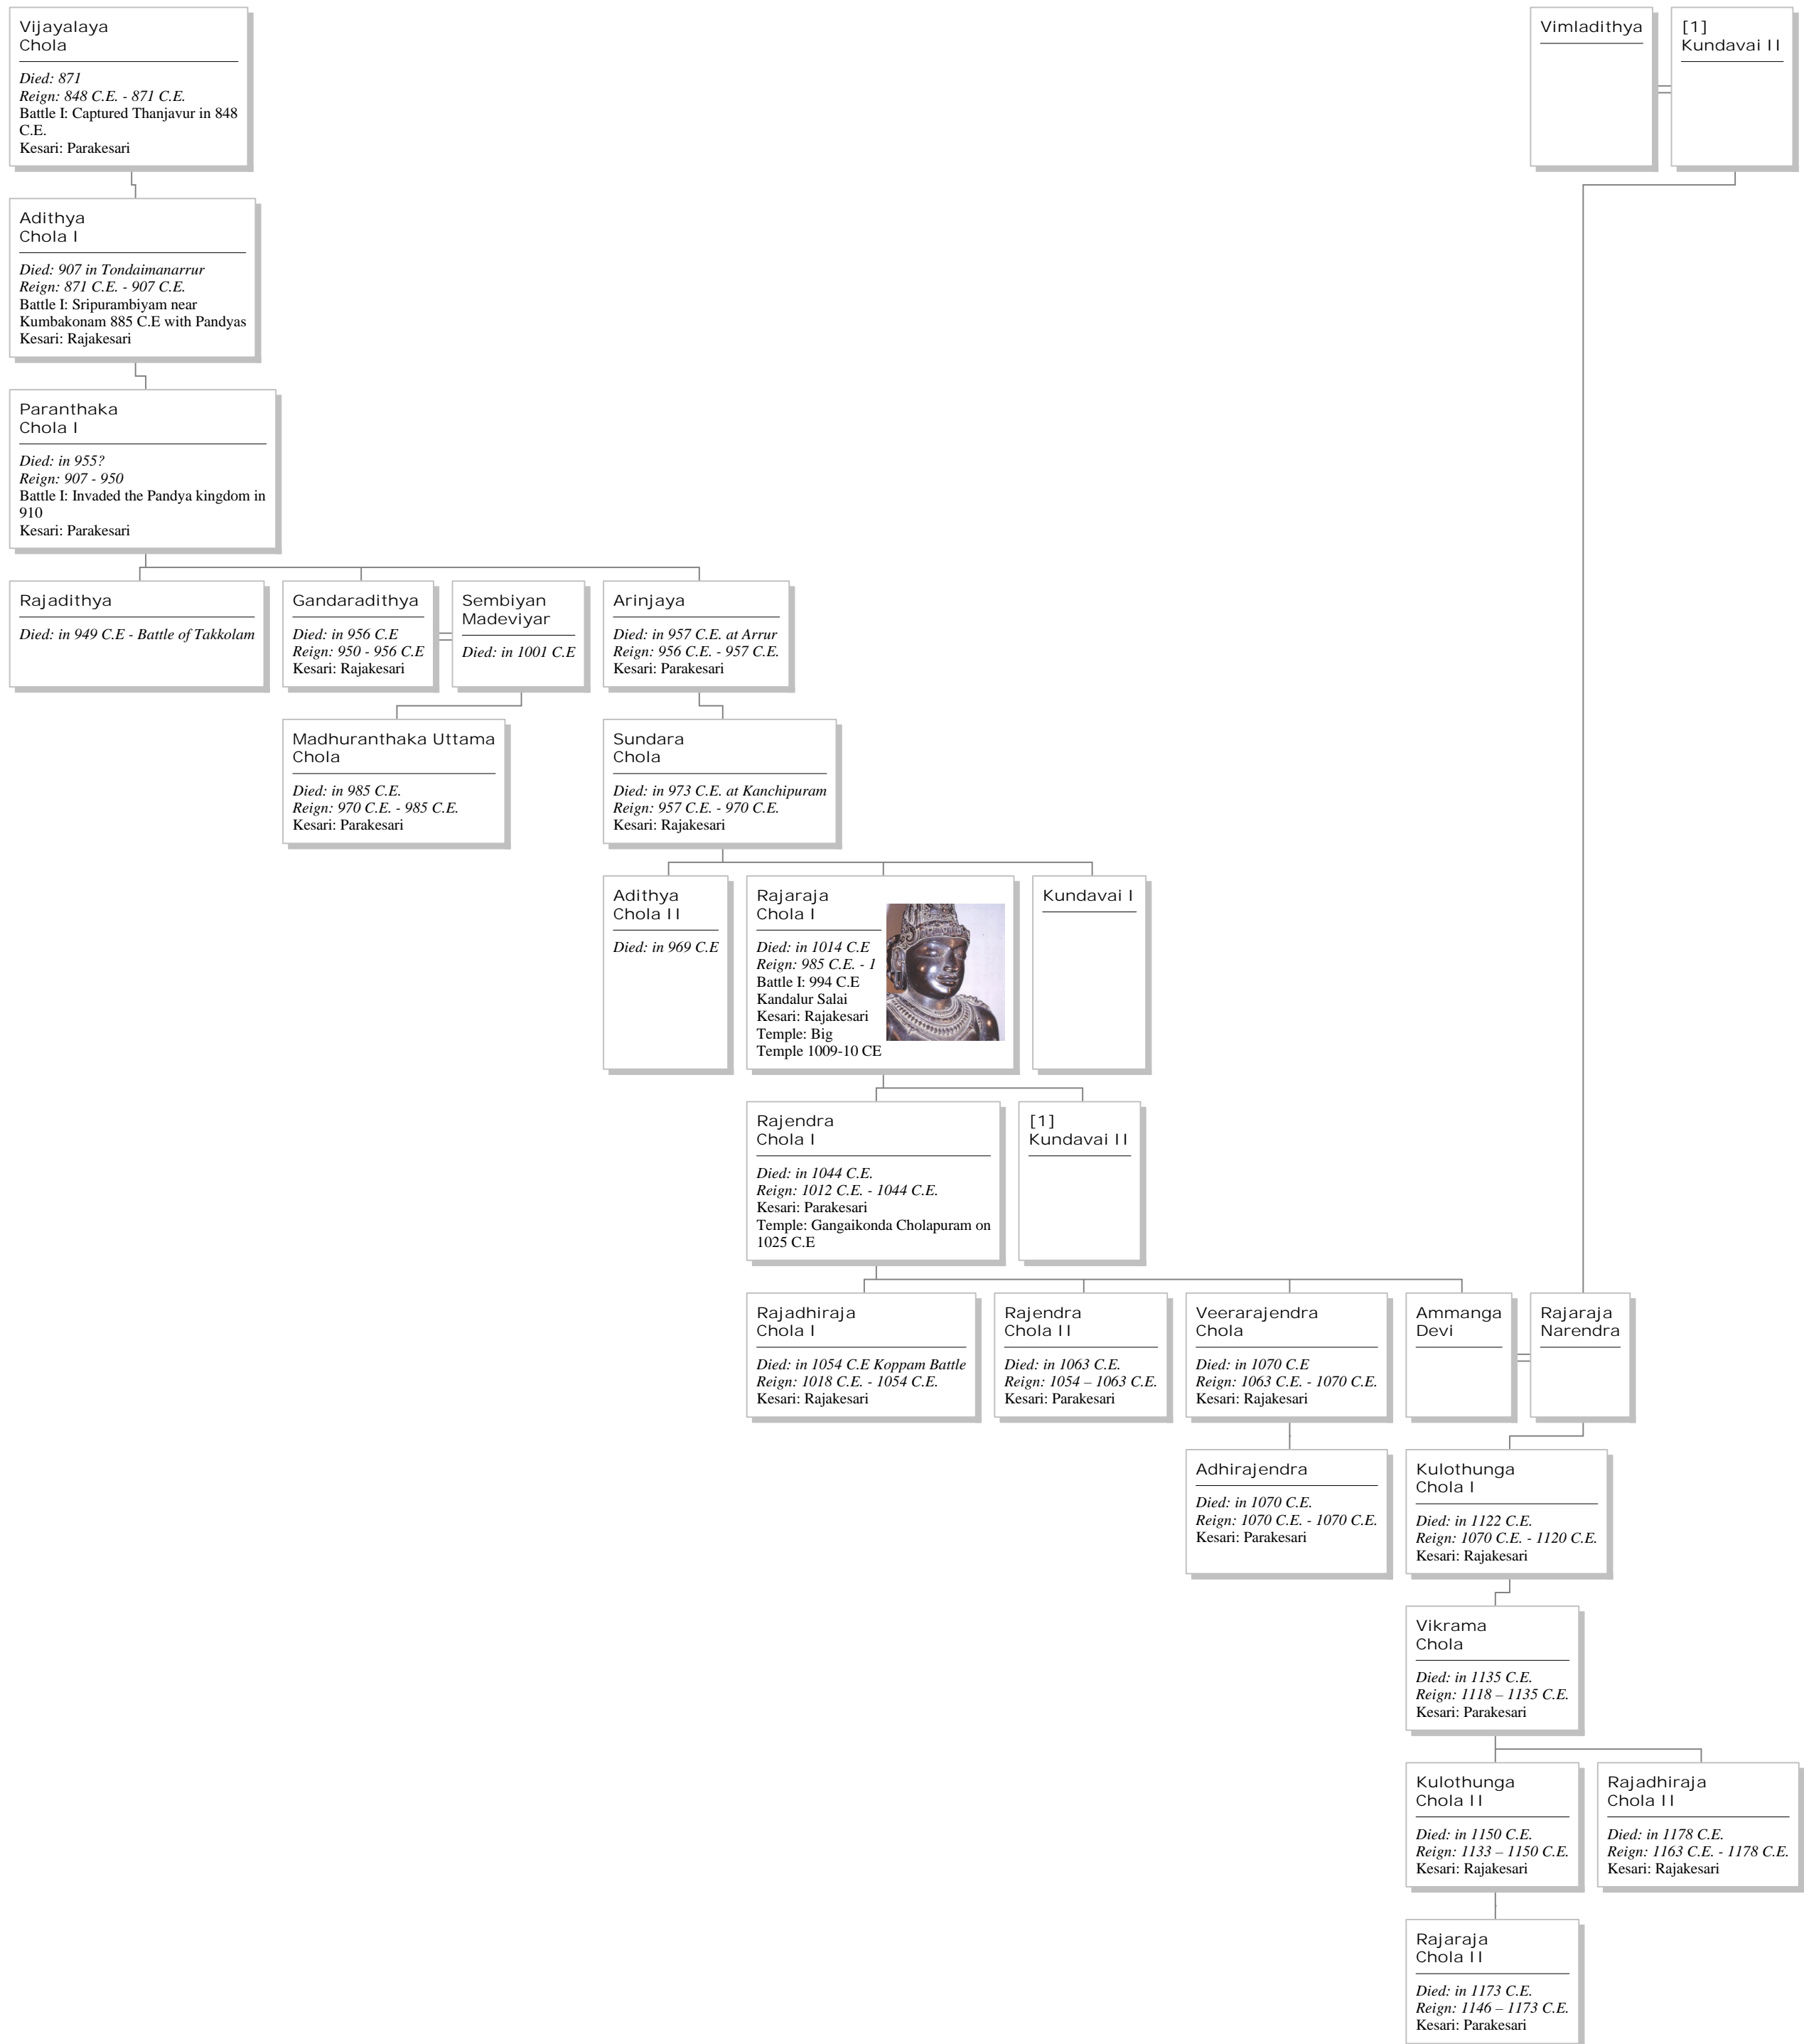 Vijayalaya
Chola
Died: 871
Reign: 848 C.E. - 871 C.E.
Battle I: Captured Thanjavur in 848
C.E.
Kesari: Parakesari
Vimladithya
[1]
Kundavai II
Adithya
Chola I
Died: 907 in Tondaimanarrur
Reign: 871 C.E. - 907 C.E.
Battle I: Sripurambiyam near
Kumbakonam 885 C.E with Pandyas
Kesari: Rajakesari
Paranthaka
Chola I
Died: in 955?
Reign: 907 - 950
Battle I: Invaded the Pandya kingdom in
910
Kesari: Parakesari
Rajadithya
Died: in 949 C.E - Battle of Takkolam
Gandaradithya
Died: in 956 C.E
Reign: 950 - 956 C.E
Kesari: Rajakesari
Sembiyan
Madeviyar
Died: in 1001 C.E
Arinjaya
Died: in 957 C.E. at Arrur
Reign: 956 C.E. - 957 C.E.
Kesari: Parakesari
Madhuranthaka Uttama
Chola
Died: in 985 C.E.
Reign: 970 C.E. - 985 C.E.
Kesari: Parakesari
Sundara
Chola
Died: in 973 C.E. at Kanchipuram
Reign: 957 C.E. - 970 C.E.
Kesari: Rajakesari
Adithya
Chola II
Died: in 969 C.E
Rajaraja
Chola I
Died: in 1014 C.E
Reign: 985 C.E. - 1
Battle I: 994 C.E
Kandalur Salai
Kesari: Rajakesari
Temple: Big
Temple 1009-10 CE
Kundavai I
Rajendra
Chola I
Died: in 1044 C.E.
Reign: 1012 C.E. - 1044 C.E.
Kesari: Parakesari
Temple: Gangaikonda Cholapuram on
1025 C.E
[1]
Kundavai II
Rajadhiraja
Chola I
Died: in 1054 C.E Koppam Battle
Reign: 1018 C.E. - 1054 C.E.
Kesari: Rajakesari
Rajendra
Chola II
Died: in 1063 C.E.
Reign: 1054 – 1063 C.E.
Kesari: Parakesari
Veerarajendra
Chola
Died: in 1070 C.E
Reign: 1063 C.E. - 1070 C.E.
Kesari: Rajakesari
Ammanga
Devi
Rajaraja
Narendra
Adhirajendra
Died: in 1070 C.E.
Reign: 1070 C.E. - 1070 C.E.
Kesari: Parakesari
Kulothunga
Chola I
Died: in 1122 C.E.
Reign: 1070 C.E. - 1120 C.E.
Kesari: Rajakesari
Vikrama
Chola
Died: in 1135 C.E.
Reign: 1118 – 1135 C.E.
Kesari: Parakesari
Kulothunga
Chola II
Died: in 1150 C.E.
Reign: 1133 – 1150 C.E.
Kesari: Rajakesari
Rajadhiraja
Chola II
Died: in 1178 C.E.
Reign: 1163 C.E. - 1178 C.E.
Kesari: Rajakesari
Rajaraja
Chola II
Died: in 1173 C.E.
Reign: 1146 – 1173 C.E.
Kesari: Parakesari